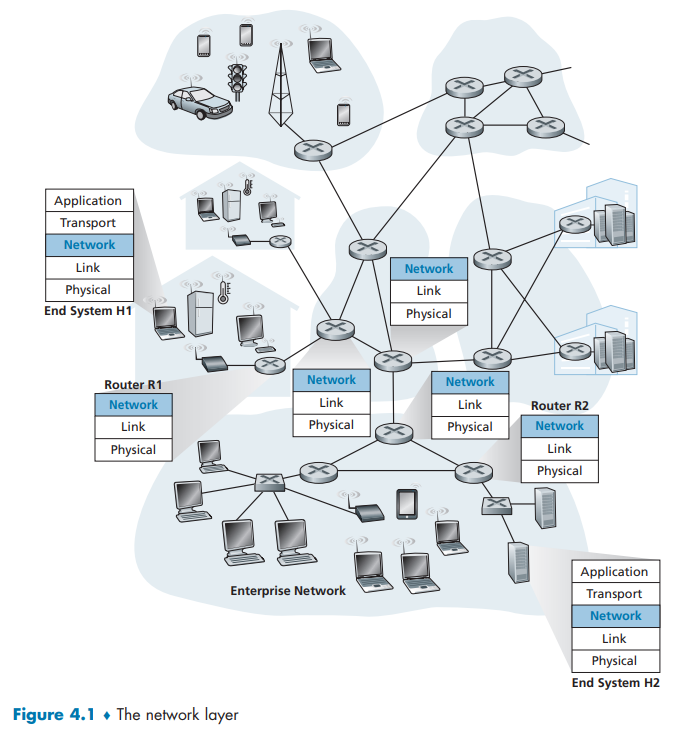 Application
Transport
Network
Link
Physical
End System H1
Network
Link
Physical
Router R1
Network
Link
Physical
Network
Link
Physical
Network
Link
Physical
Router R2
Network
Link
Physical
Enterprise Network
Application
Transport
Network
Link
Physical
End System H2
Figure 4.1 ♦ The network layer